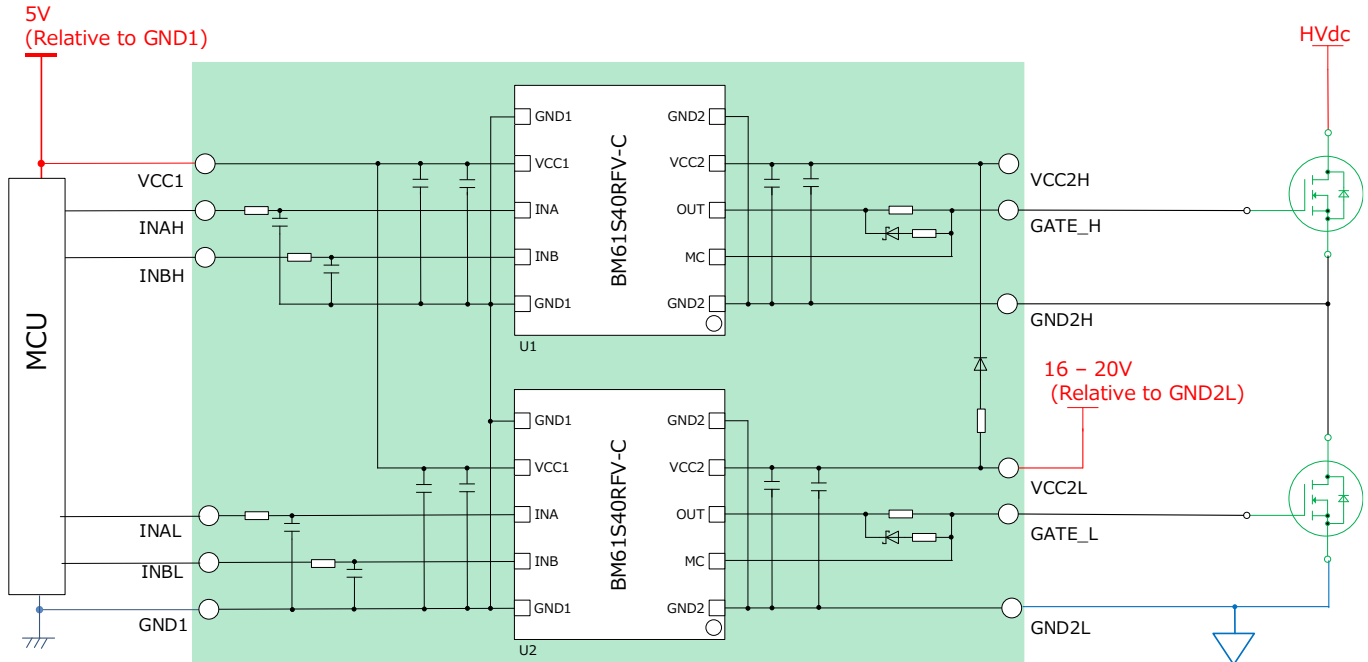 5V
(Relative to GND1)
HVdc
VCC1
INAH
INBH
MCU
GND1
VCC1
INA
INB
GND1
BM61S40RFV-C
GND2
VCC2
OUT
MC
GND2
U1
VCC2H
GATE_H
GND2H
16 – 20V
(Relative to GND2L)
INAL
INBL
GND1
GND1
VCC1
INA
INB
GND1
BM61S40RFV-C
GND2
VCC2
OUT
MC
GND2
U2
VCC2L
GATE_L
GND2L